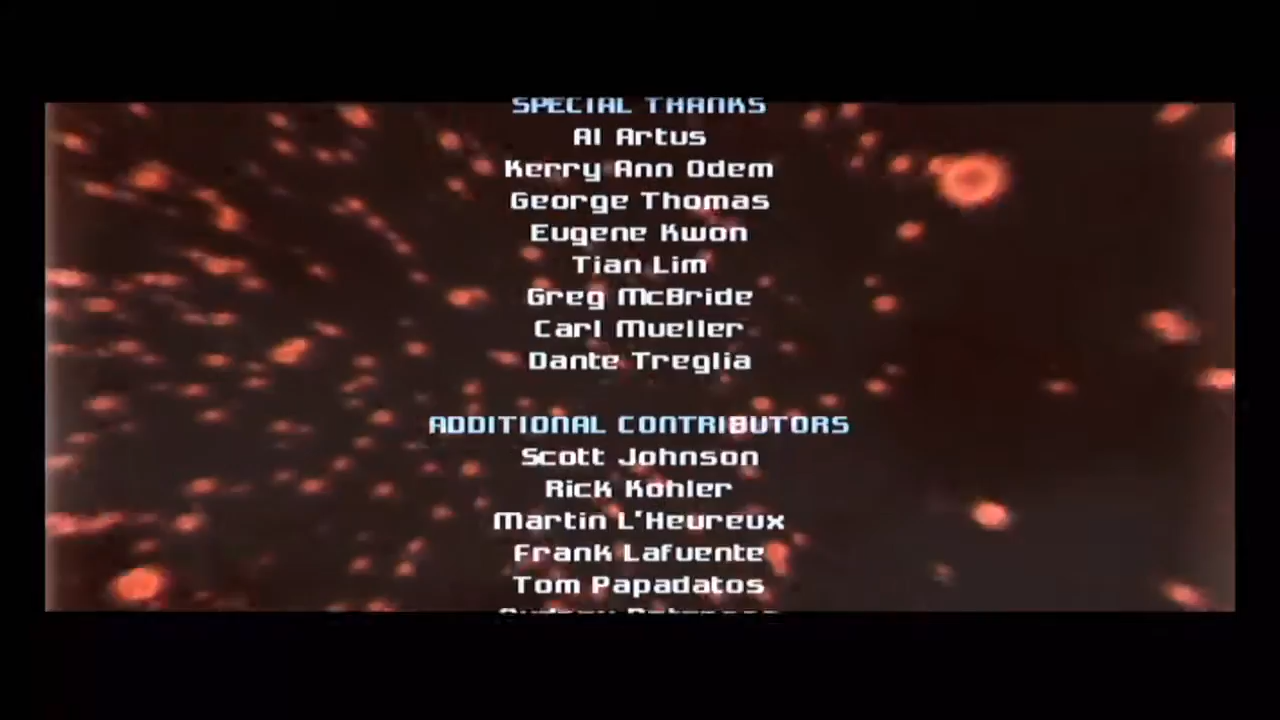 SPECIAL THANKS
Al Artus
Kerry Ann Odem
George Thomas
Eugene Kwon
Tian Lim
Greg McBride
Carl Mueller
Dante Treglia
ADDITIONAL CONTRIBUTORS
Scott Johnson
Rick Kohler
Martin L'Heureux
Frank Lafuente
Tom Papadatos